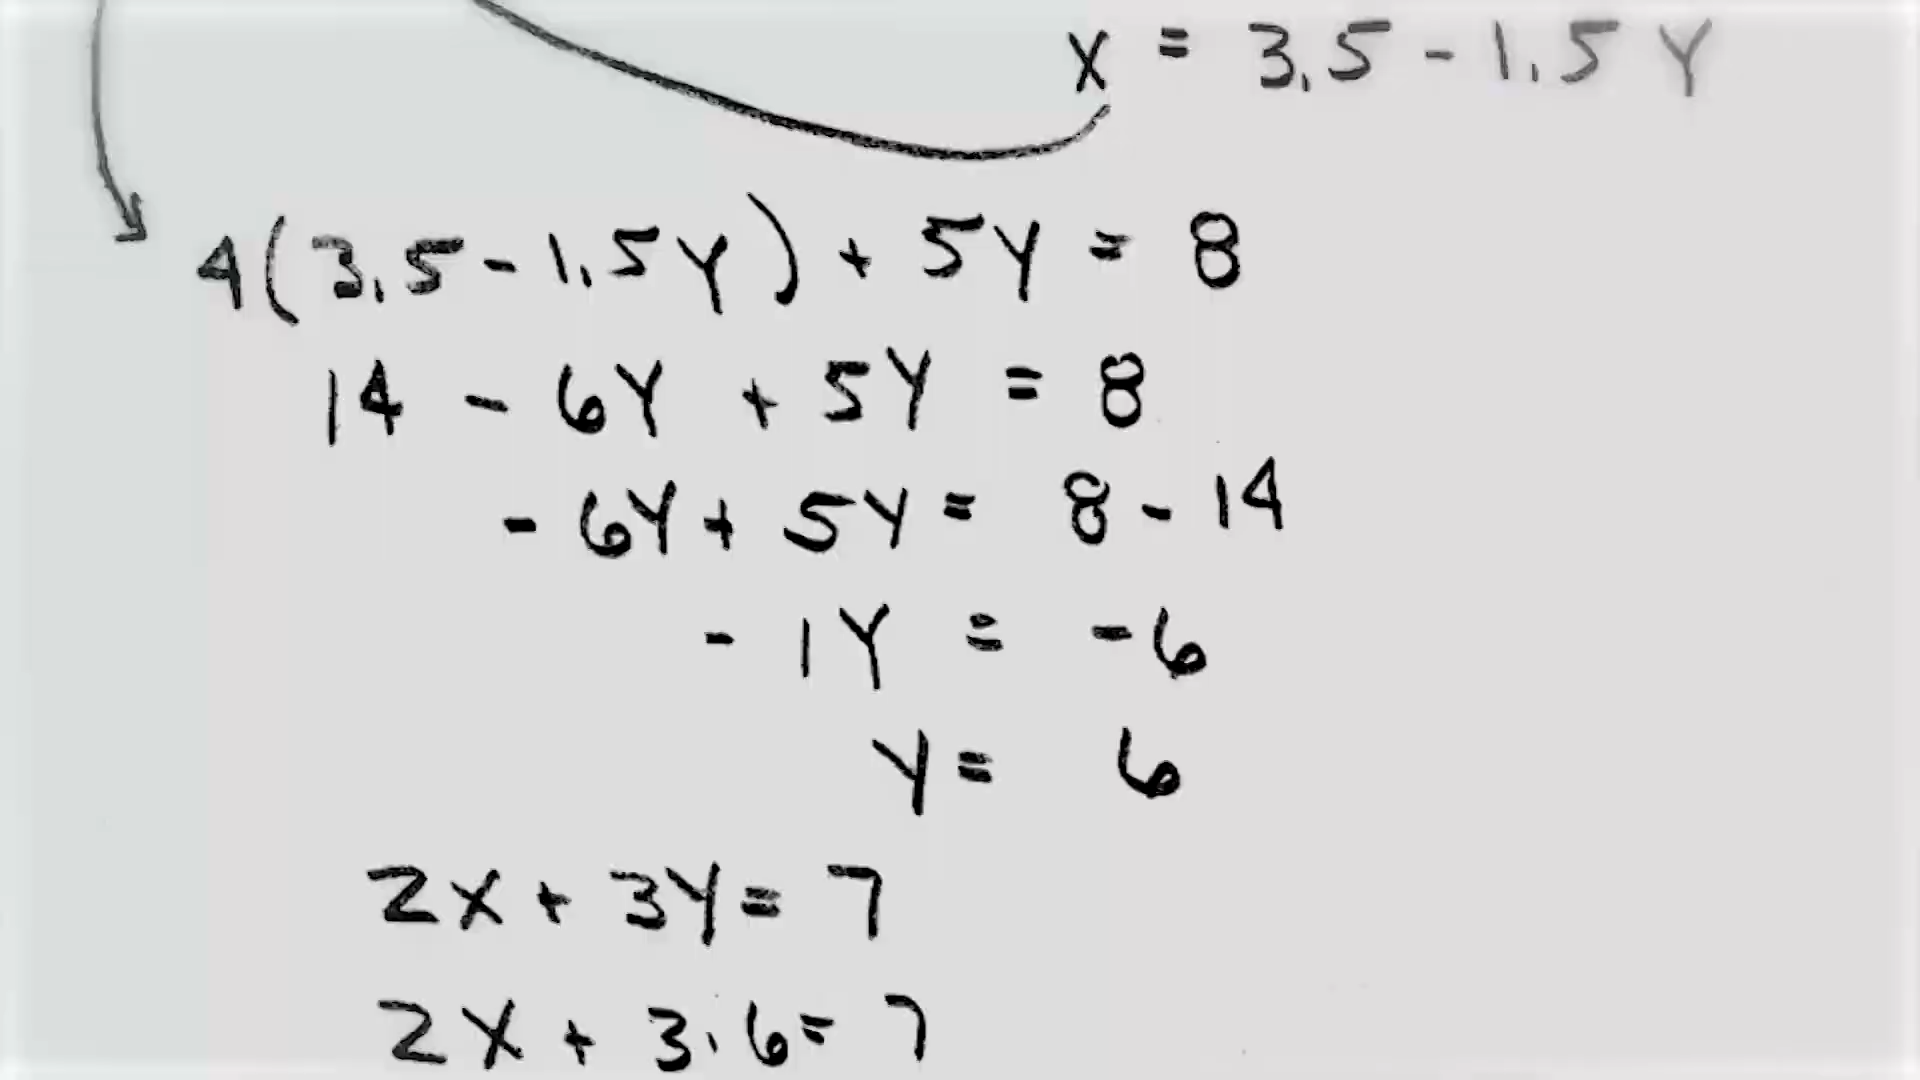 X = 3.5 - 1.5Y
4(3.5 - 1.5Y) + 5Y = 8
14 - 6Y + 5Y = 8
- 6Y + 5Y = 8 - 14
- 1Y = -6
Y = 6
2X + 3Y = 7
2X + 3·6 = 7